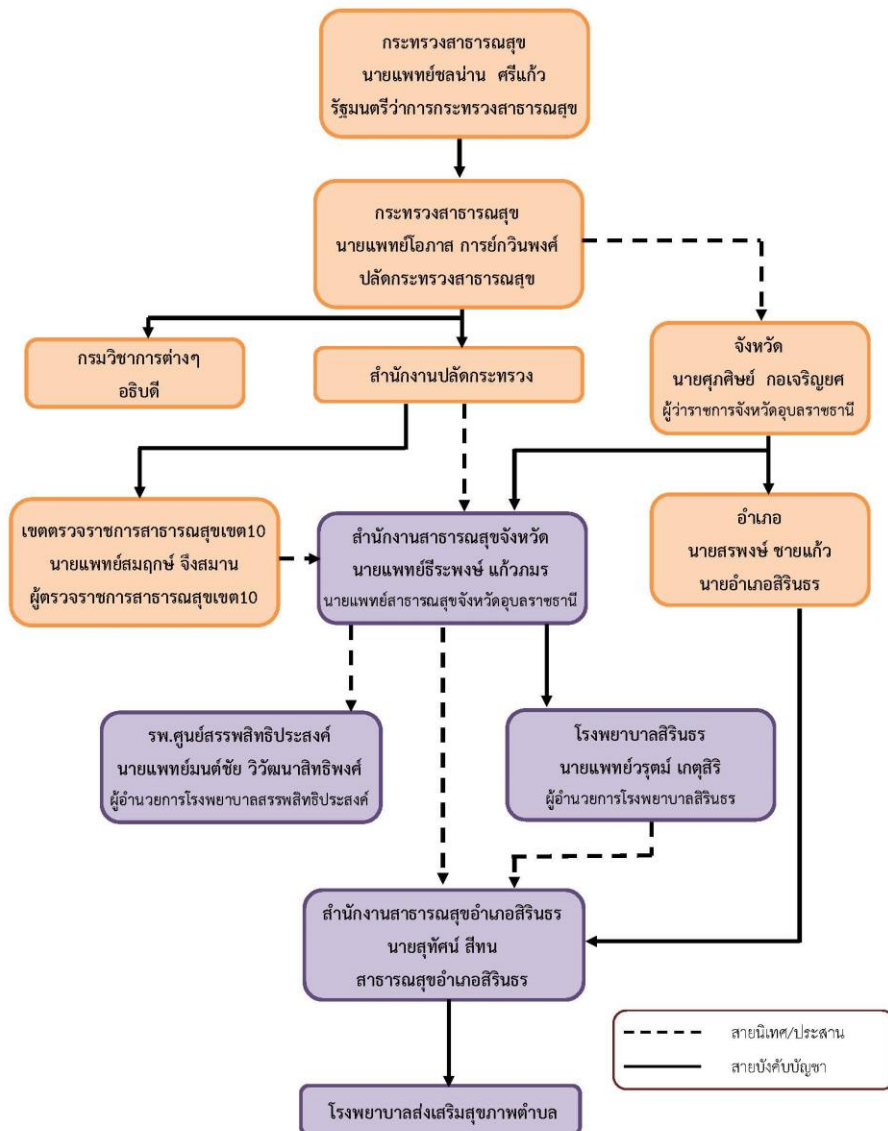 กระทรวงสาธารณสุข
นายแพทย์ชลน่าน ศรีแก้ว
รัฐมนตรีว่าการกระทรวงสาธารณสุข
กระทรวงสาธารณสุข
นายแพทย์โอภาส การย์กวินพงศ์
ปลัดกระทรวงสาธารณสุข
กรมวิชาการต่างๆ
อธิบดี
สำนักงานปลัดกระทรวง
จังหวัด
นายศุภศิษย์ กอเจริญยศ
ผู้ว่าราชการจังหวัดอุบลราชธานี
เขตตรวจราชการสาธารณสุขเขต10
นายแพทย์สมฤกษ์ จึงสมาน
ผู้ตรวจราชการสาธารณสุขเขต10
สำนักงานสาธารณสุขจังหวัด
นายแพทย์ธีระพงษ์ แก้วภมร
นายแพทย์สาธารณสุขจังหวัดอุบลราชธานี
อำเภอ
นายสรพงษ์ ชายแก้ว
นายอำเภอสิรินธร
รพ.ศูนย์สรรพสิทธิประสงค์
นายแพทย์มนต์ชัย วิวัฒนาสิทธิพงศ์
ผู้อำนวยการโรงพยาบาลสรรพสิทธิประสงค์
โรงพยาบาลสิรินธร
นายแพทย์วรุตม์ เกตุสิริ
ผู้อำนวยการโรงพยาบาลสิรินธร
สำนักงานสาธารณสุขอำเภอสิรินธร
นายสุทัศน์ สีทน
สาธารณสุขอำเภอสิรินธร
สายนิเทศ/ประสาน
สายบังคับบัญชา
โรงพยาบาลส่งเสริมสุขภาพตำบล